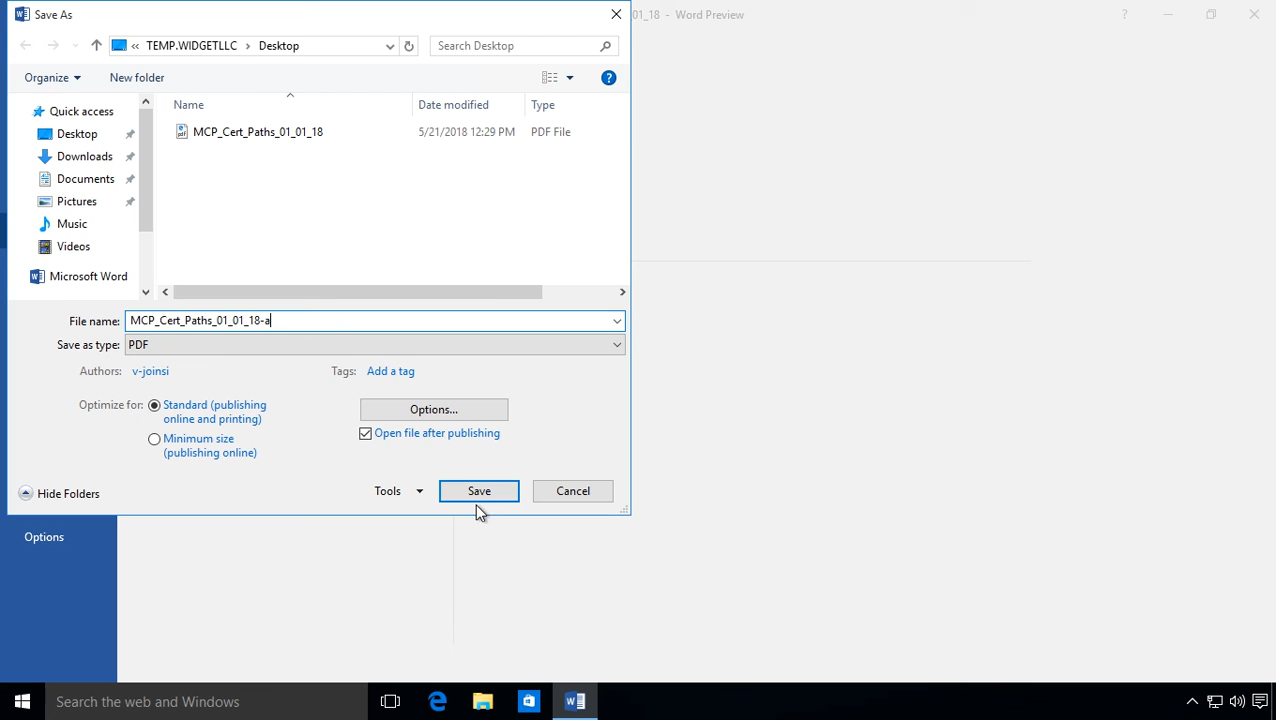 Save As
01_18 - Word Preview
?
« TEMP.WIDGETLLC > Desktop
Search Desktop
Organize
New folder
?
Quick access
Desktop
Downloads
Documents
Pictures
Music
Videos
Microsoft Word
Name
Date modified
Type
MCP_Cert_Paths_01_01_18
5/21/2018 12:29 PM
PDF File
File name: MCP_Cert_Paths_01_01_18-a
Save as type: PDF
Authors: v-joinsi
Tags: Add a tag
Optimize for:
Standard (publishing
online and printing)
Minimum size
(publishing online)
Options...
Open file after publishing
Hide Folders
Tools
Save
Cancel
Options
Search the web and Windows